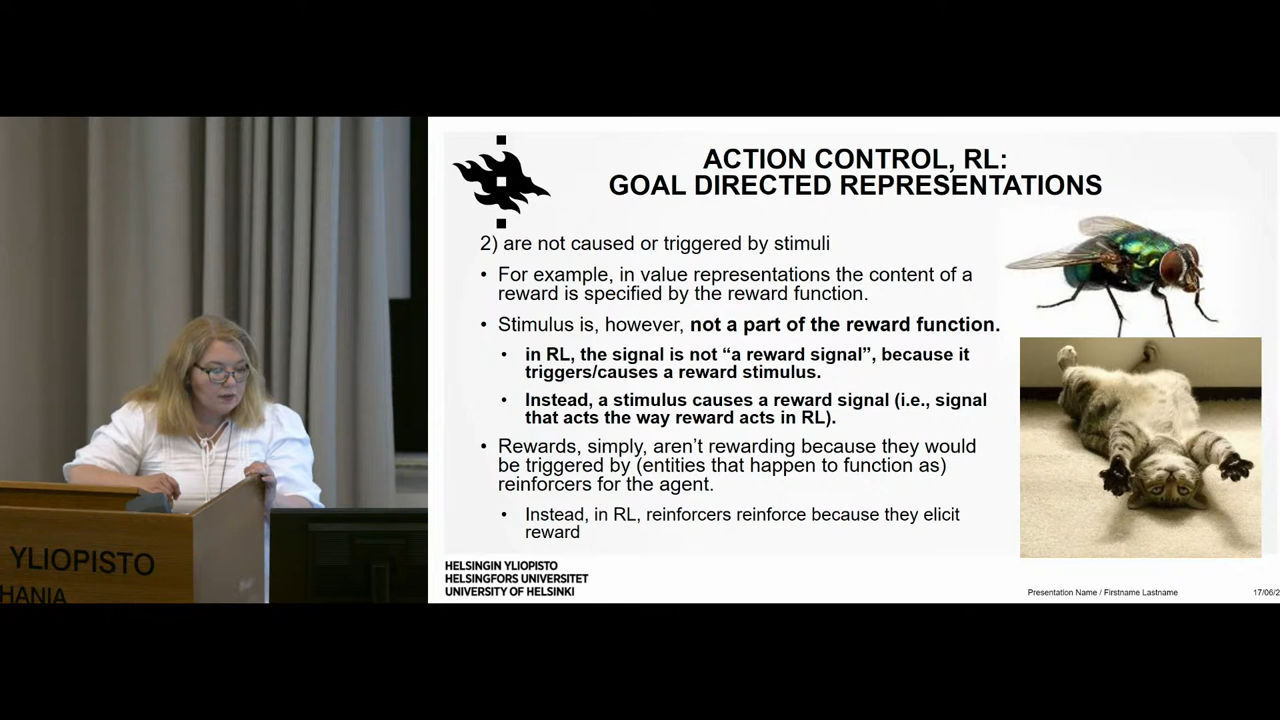 ACTION CONTROL, RL:
GOAL DIRECTED REPRESENTATIONS
2) are not caused or triggered by stimuli
• For example, in value representations the content of a
reward is specified by the reward function.
• Stimulus is, however, not a part of the reward function.
• in RL, the signal is not “a reward signal”, because it
triggers/causes a reward stimulus.
• Instead, a stimulus causes a reward signal (i.e., signal
that acts the way reward acts in RL).
• Rewards, simply, aren’t rewarding because they would
be triggered by (entities that happen to function as)
reinforcers for the agent.
• Instead, in RL, reinforcers reinforce because they elicit
reward
HELSINGIN YLIOPISTO
HELSINGFORS UNIVERSITET
UNIVERSITY OF HELSINKI
Presentation Name / Firstname Lastname
17/06/2
YLIOPISTO
HANIA